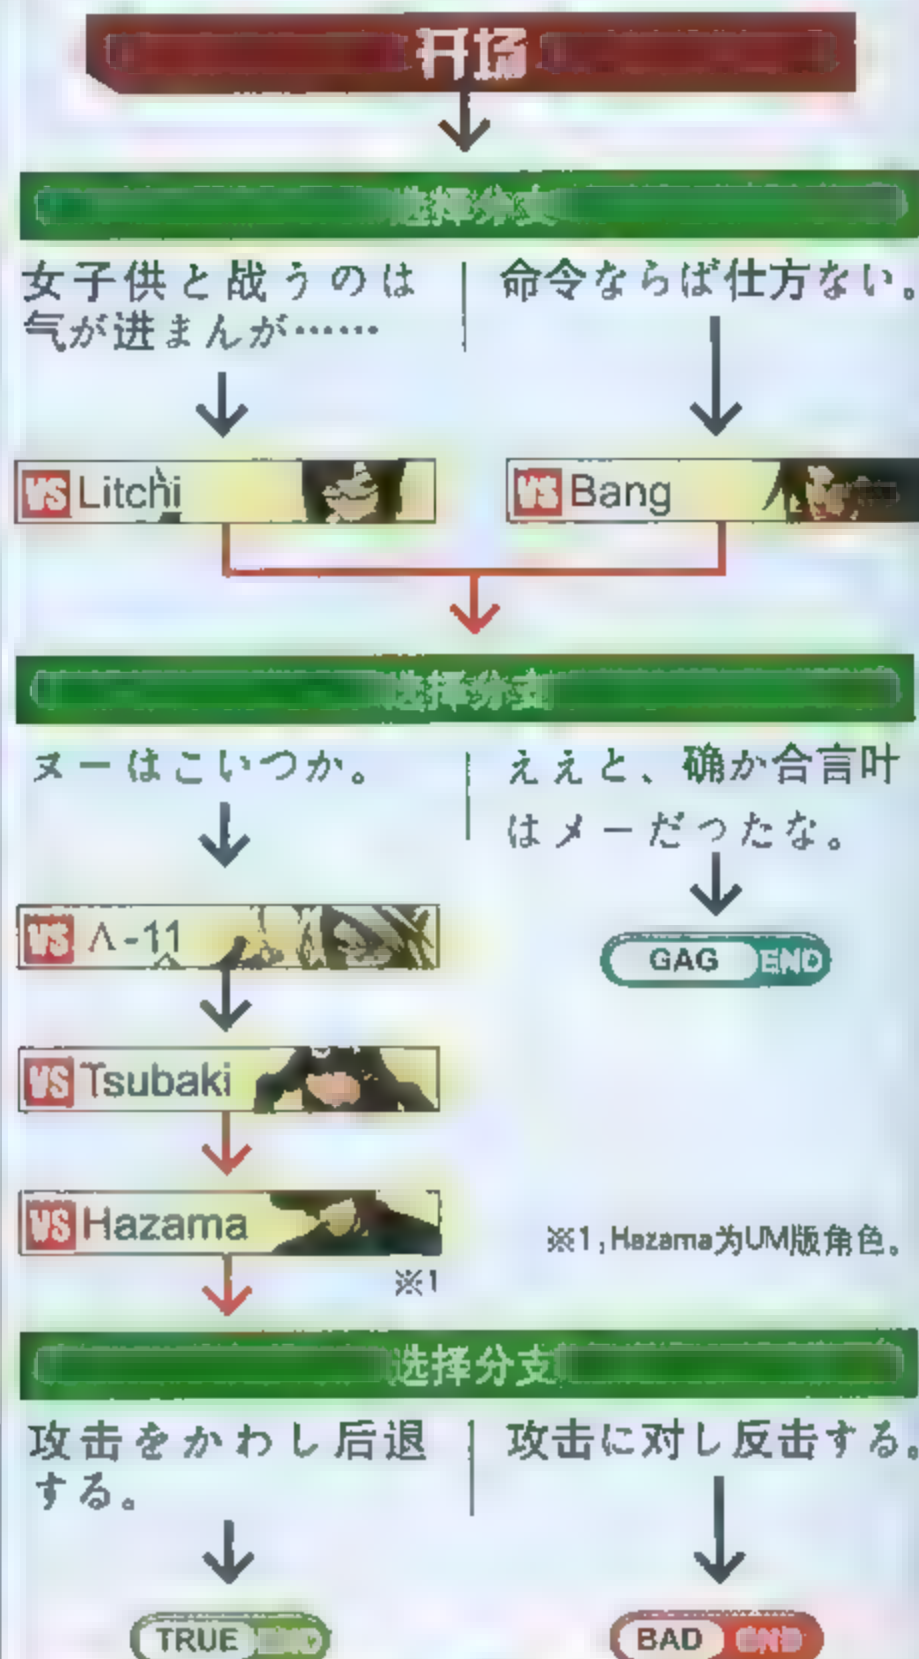 开场
选择分支
女子供と战うのは
气が进まんが……
命令ならば仕方ない。
VS Litchi
VS Bang
选择分支
ヌーはこいつか。
ええと、确か合言叶
はメーだったな。
VS Λ-11
GAG END
VS Tsubaki
VS Hazama
※1
※1,Hazama为UM版角色。
选择分支
攻击をかわし后退
する。
攻击に対し反击する。
TRUE END
BAD END